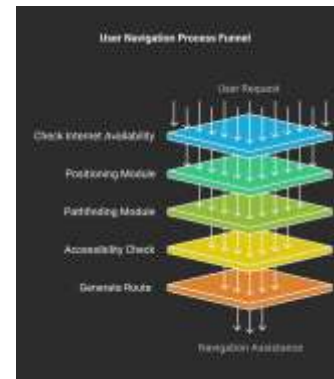 User Navigation Process Funnel
User Request
Check Internet Availability
Positioning Module
Pathfinding Module
Accessibility Check
Generate Route
Navigation Assistance